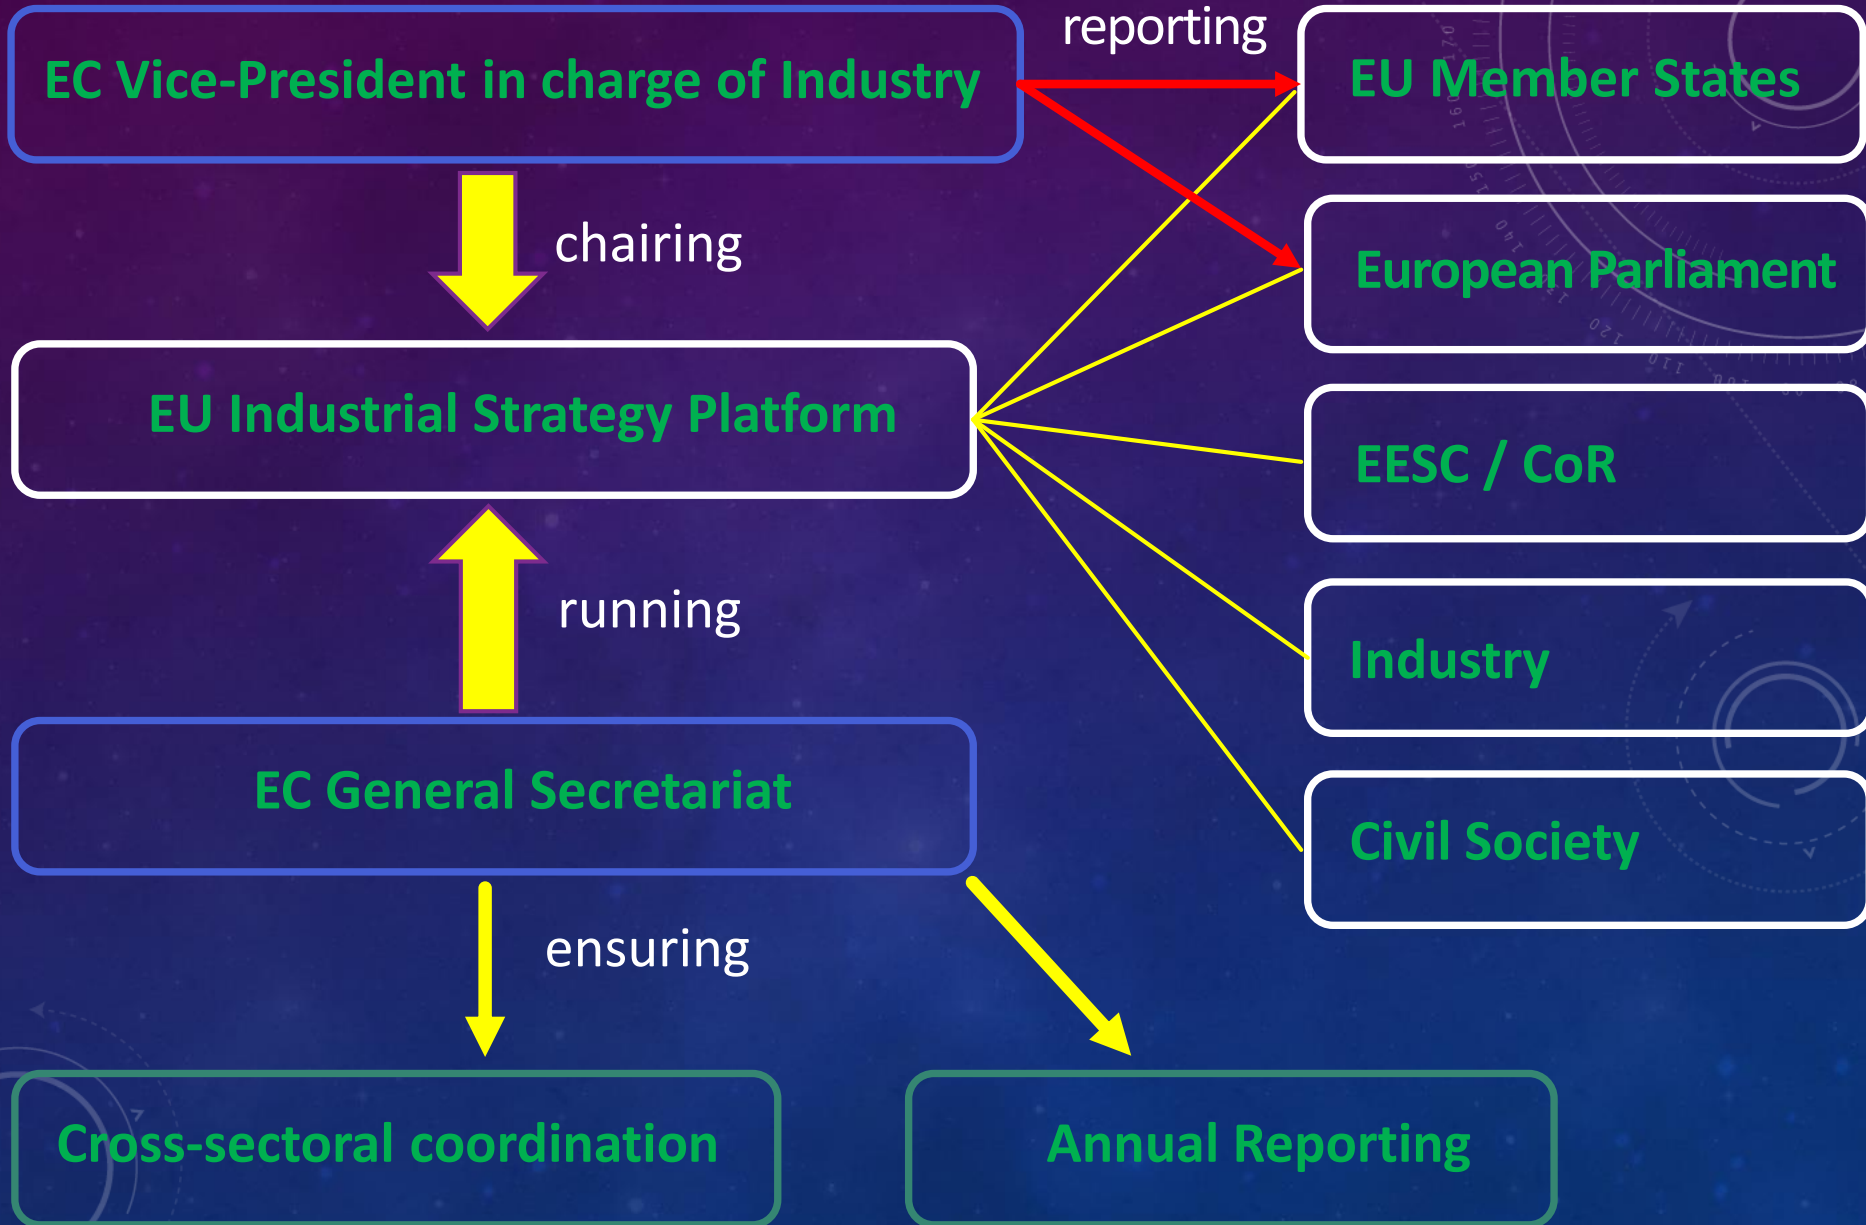 EC Vice-President in charge of Industry
reporting
EU Member States
chairing
European Parliament
EU Industrial Strategy Platform
EESC / CoR
running
Industry
EC General Secretariat
Civil Society
ensuring
Cross-sectoral coordination
Annual Reporting